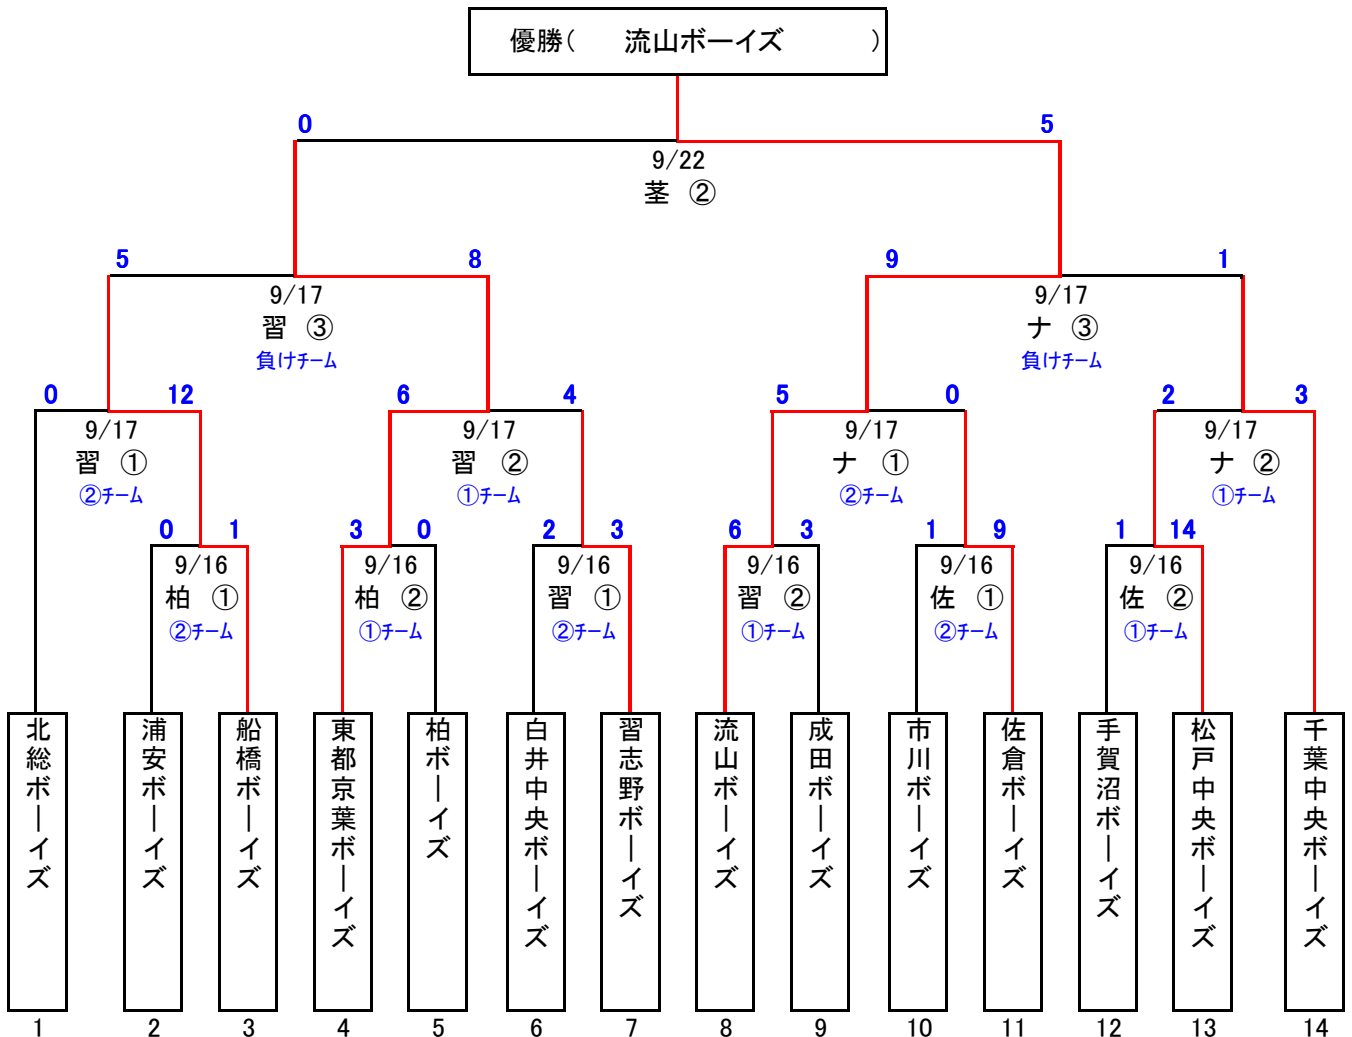 優勝(　流山ボーイズ　)
0 5
9/22
茎 ②
5 8 9 1
9/17 9/17
習 ③ ナ ③
負けチーム 負けチーム
0 12 6 4 5 0 2 3
9/17 9/17 9/17 9/17
習 ① 習 ② ナ ① ナ ②
②チーム ①チーム ②チーム ①チーム
0 1 3 0 2 3 6 3 1 9 1 14
9/16 9/16 9/16 9/16 9/16 9/16
柏 ① 柏 ② 習 ① 習 ② 佐 ① 佐 ②
②チーム ①チーム ②チーム ①チーム ②チーム ①チーム
北総ボーイズ
浦安ボーイズ
船橋ボーイズ
東都京葉ボーイズ
柏ボーイズ
白井中央ボーイズ
習志野ボーイズ
流山ボーイズ
成田ボーイズ
市川ボーイズ
佐倉ボーイズ
手賀沼ボーイズ
松戸中央ボーイズ
千葉中央ボーイズ
1 2 3 4 5 6 7 8 9 10 11 12 13 14